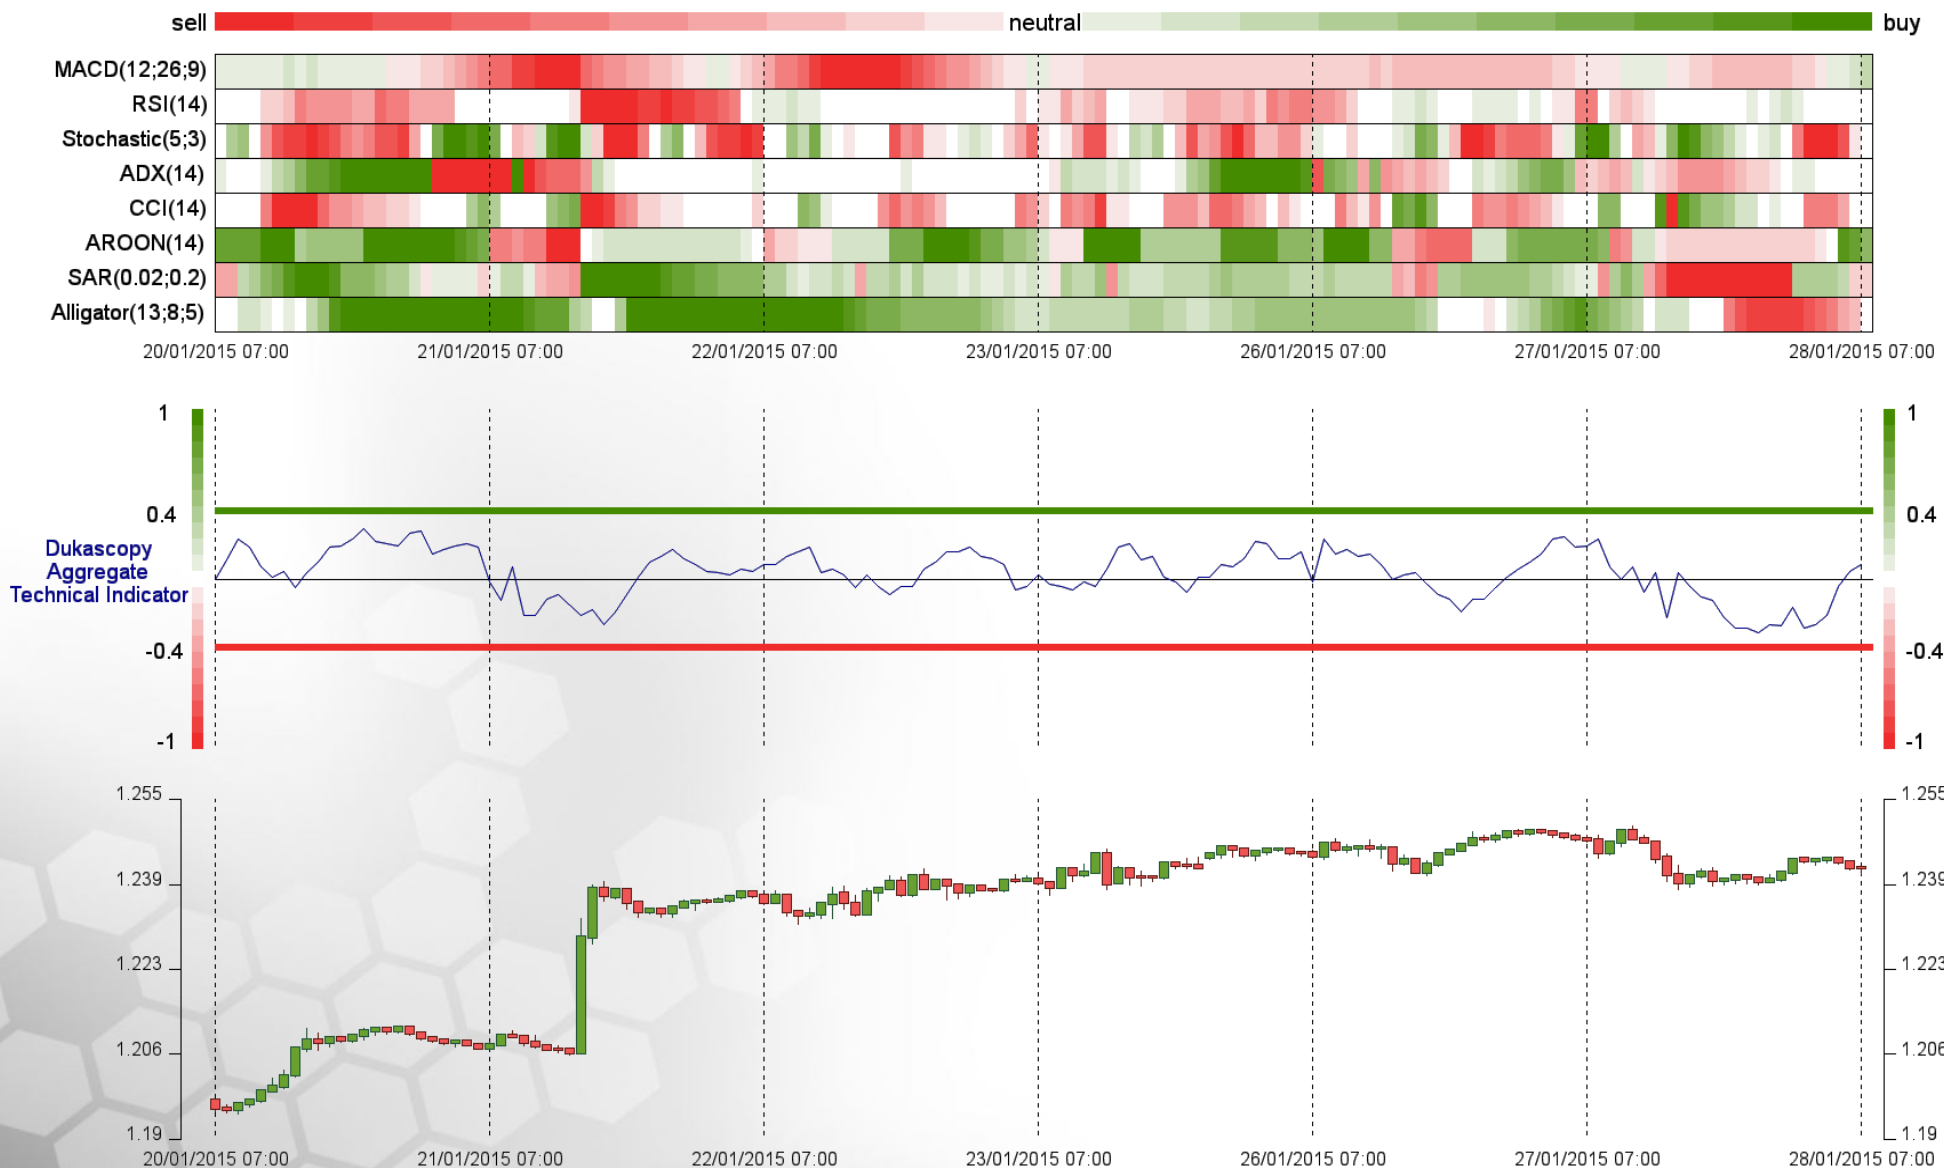 sell neutral buy
MACD(12;26;9)
RSI(14)
Stochastic(5;3)
ADX(14)
CCI(14)
AROON(14)
SAR(0.02;0.2)
Alligator(13;8;5)
20/01/2015 07:00 21/01/2015 07:00 22/01/2015 07:00 23/01/2015 07:00 26/01/2015 07:00 27/01/2015 07:00 28/01/2015 07:00
1 1
0.4 0.4
Dukascopy
Aggregate
Technical Indicator
-0.4 -0.4
-1 -1
1.255 1.255
1.239 1.239
1.223 1.223
1.206 1.206
1.19 1.19
20/01/2015 07:00 21/01/2015 07:00 22/01/2015 07:00 23/01/2015 07:00 26/01/2015 07:00 27/01/2015 07:00 28/01/2015 07:00